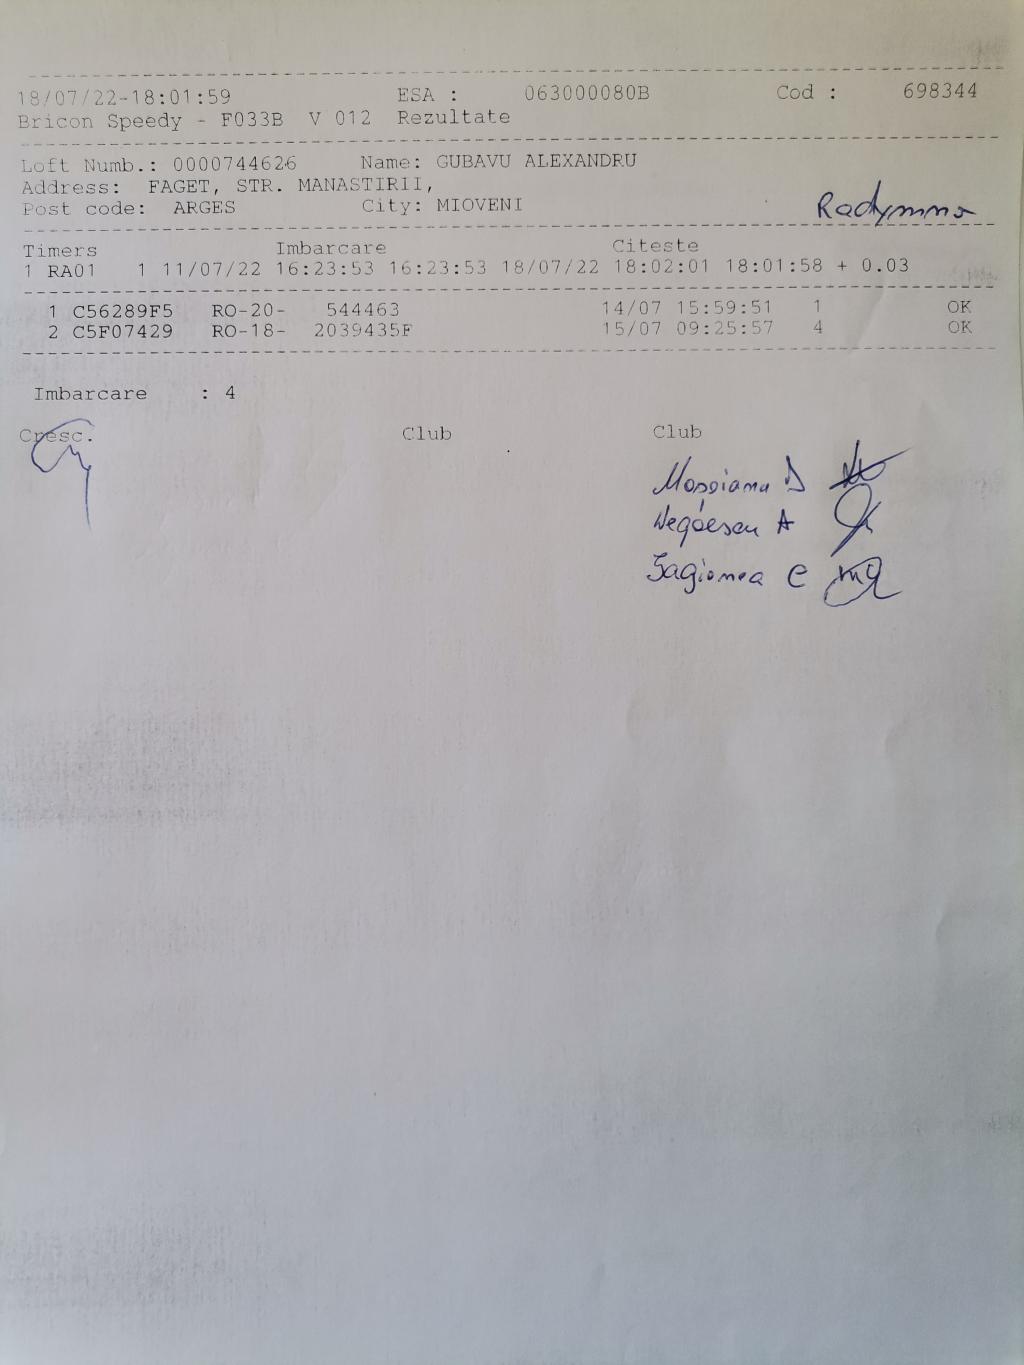 18/07/22-18:01:59 ESA : 063000080B Cod : 698344
Bricon Speedy - F033B V 012 Rezultate
Loft Numb.: 0000744626 Name: GUBAVU ALEXANDRU
Address: FAGET, STR. MANASTIRII,
Post code: ARGES City: MIOVENI
Radymno
Timers Imbarcare Citeste
1 RA01 1 11/07/22 16:23:53 16:23:53 18/07/22 18:02:01 18:01:58 + 0.03
1 C56289F5 RO-20- 544463 14/07 15:59:51 1 OK
2 C5F07429 RO-18- 2039435F 15/07 09:25:57 4 OK
Imbarcare : 4
Cresc. Club Club
D
A
C